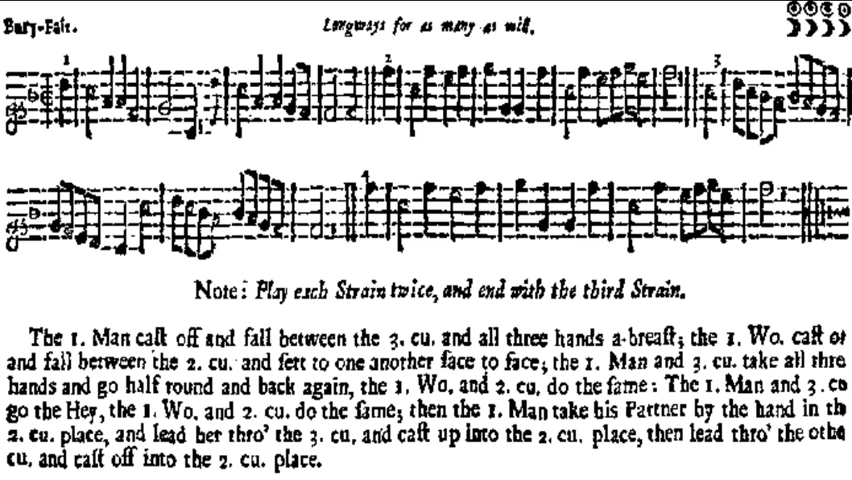 Bury-Fair. Longways for as many as will.
1 2 3
4
Note: Play each Strain twice, and end with the third Strain.
The 1. Man caſt off and fall between the 3. cu. and all three hands a-breaſt; the 1. Wo. caſt of
and fall between the 2. cu. and ſett to one another face to face; the 1. Man and 3. cu. take all thre
hands and go half round and back again, the 1. Wo. and 2. cu. do the ſame: The 1. Man and 3. cu
go the Hey, the 1. Wo. and 2. cu. do the ſame; then the 1. Man take his Partner by the hand in th
2. cu. place, and lead her thro' the 3. cu. and caſt up into the 2. cu. place, then lead thro' the othe
cu. and caſt off into the 2. cu. place.